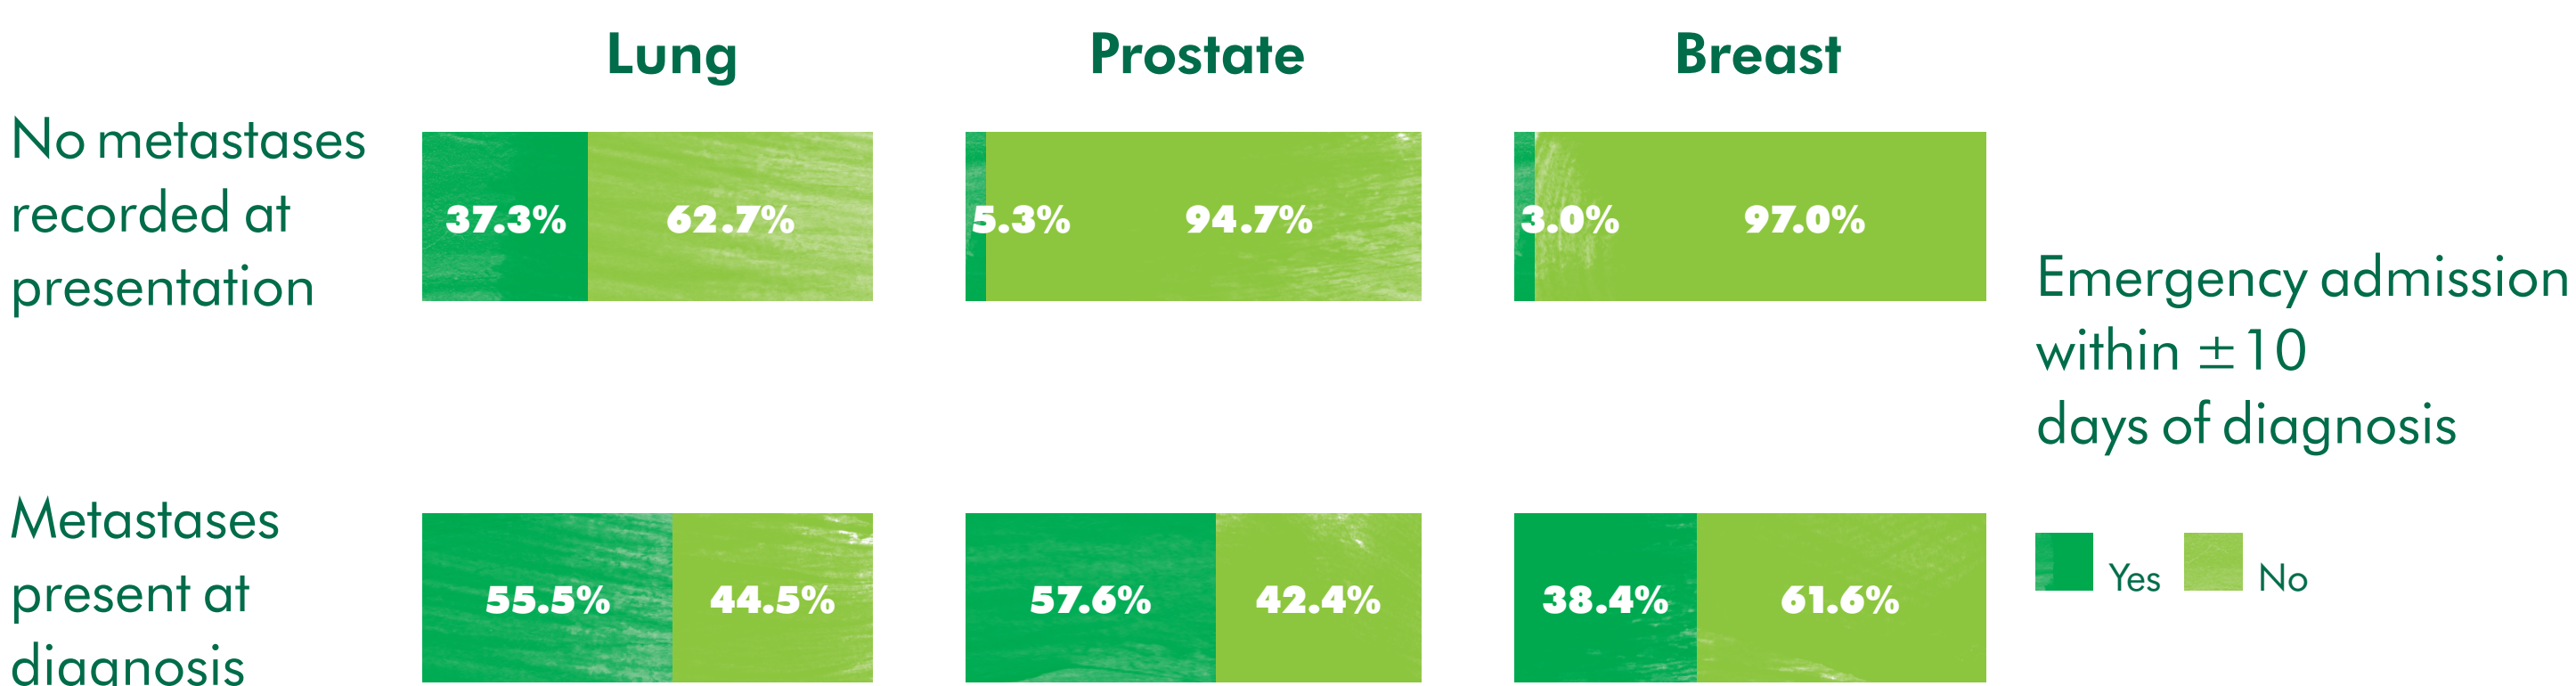 Lung Prostate Breast
No metastases
recorded at
presentation
37.3% 62.7% 5.3% 94.7% 3.0% 97.0%
Emergency admission
within ±10
days of diagnosis
Metastases
present at
diagnosis
55.5% 44.5% 57.6% 42.4% 38.4% 61.6%
Yes No